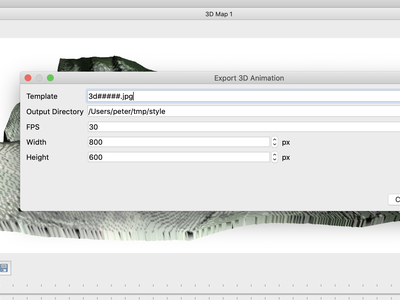 3D Map 1
Export 3D Animation
Template 3d#####.jpg
Output Directory /Users/peter/tmp/style
FPS 30
Width 800 px
Height 600 px
C